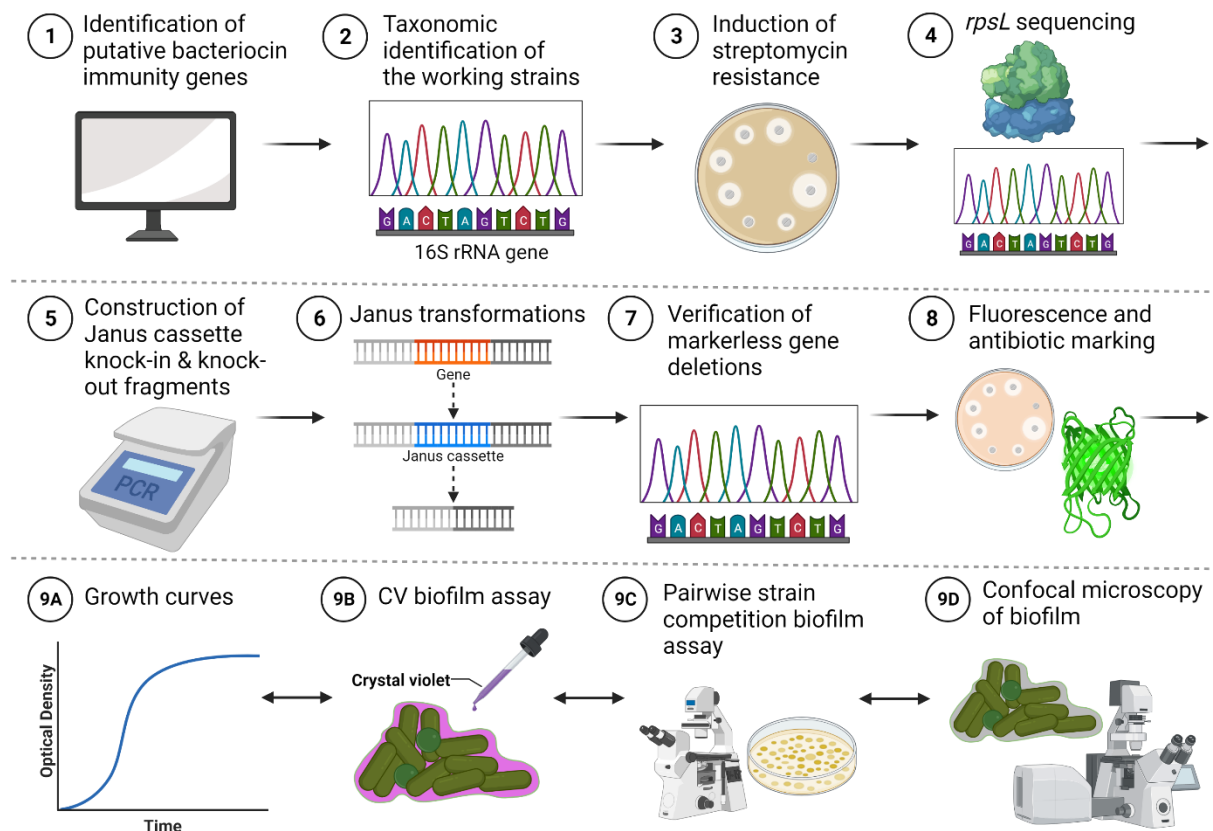 1
Identification of
putative bacteriocin
immunity genes
2
Taxonomic
identification of
the working strains
G A C T A G T C T G
16S rRNA gene
3
Induction of
streptomycin
resistance
4
rpsL sequencing
G A C T A G T C T G
5
Construction of
Janus cassette
knock-in & knock-
out fragments
PCR
6
Janus transformations
Gene
Janus cassette
7
Verification of
markerless gene
deletions
G A C T A G T C T G
8
Fluorescence and
antibiotic marking
9A
Growth curves
Optical Density
Time
9B
CV biofilm assay
Crystal violet
9C
Pairwise strain
competition biofilm
assay
9D
Confocal microscopy
of biofilm